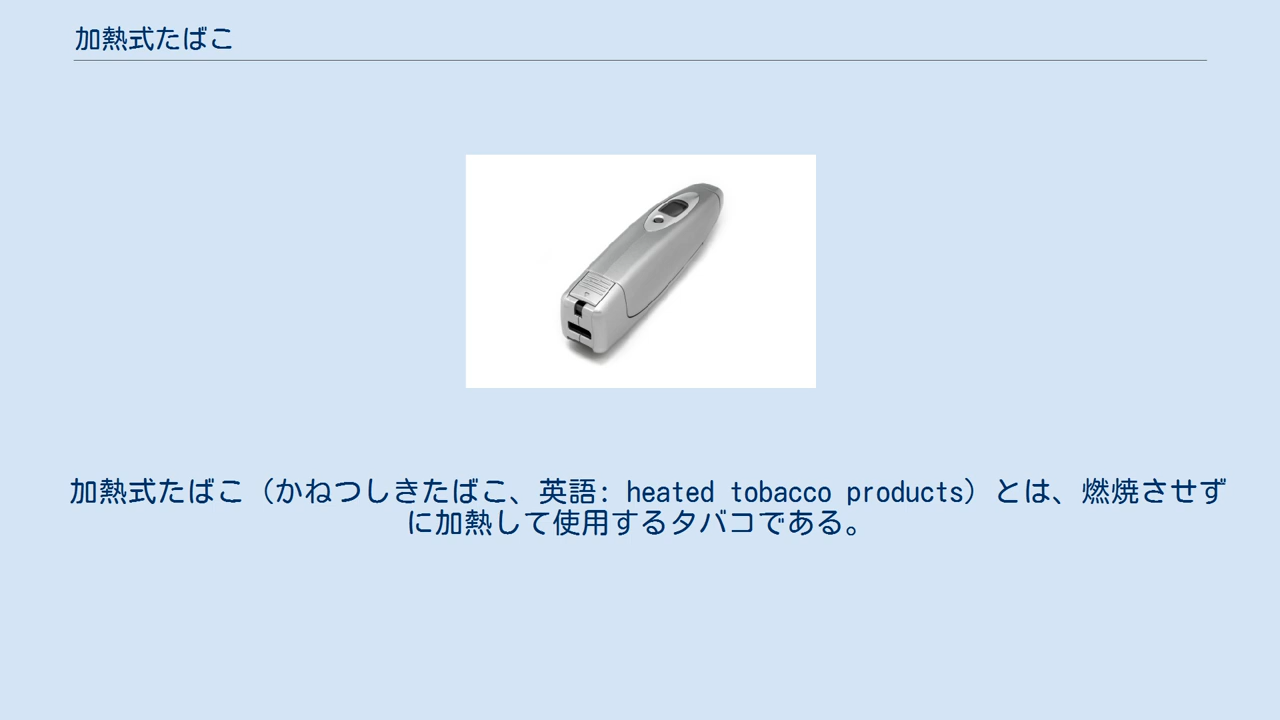 加熱式たばこ
加熱式たばこ（かねつしきたばこ、英語: heated tobacco products）とは、燃焼させず
に加熱して使用するタバコである。